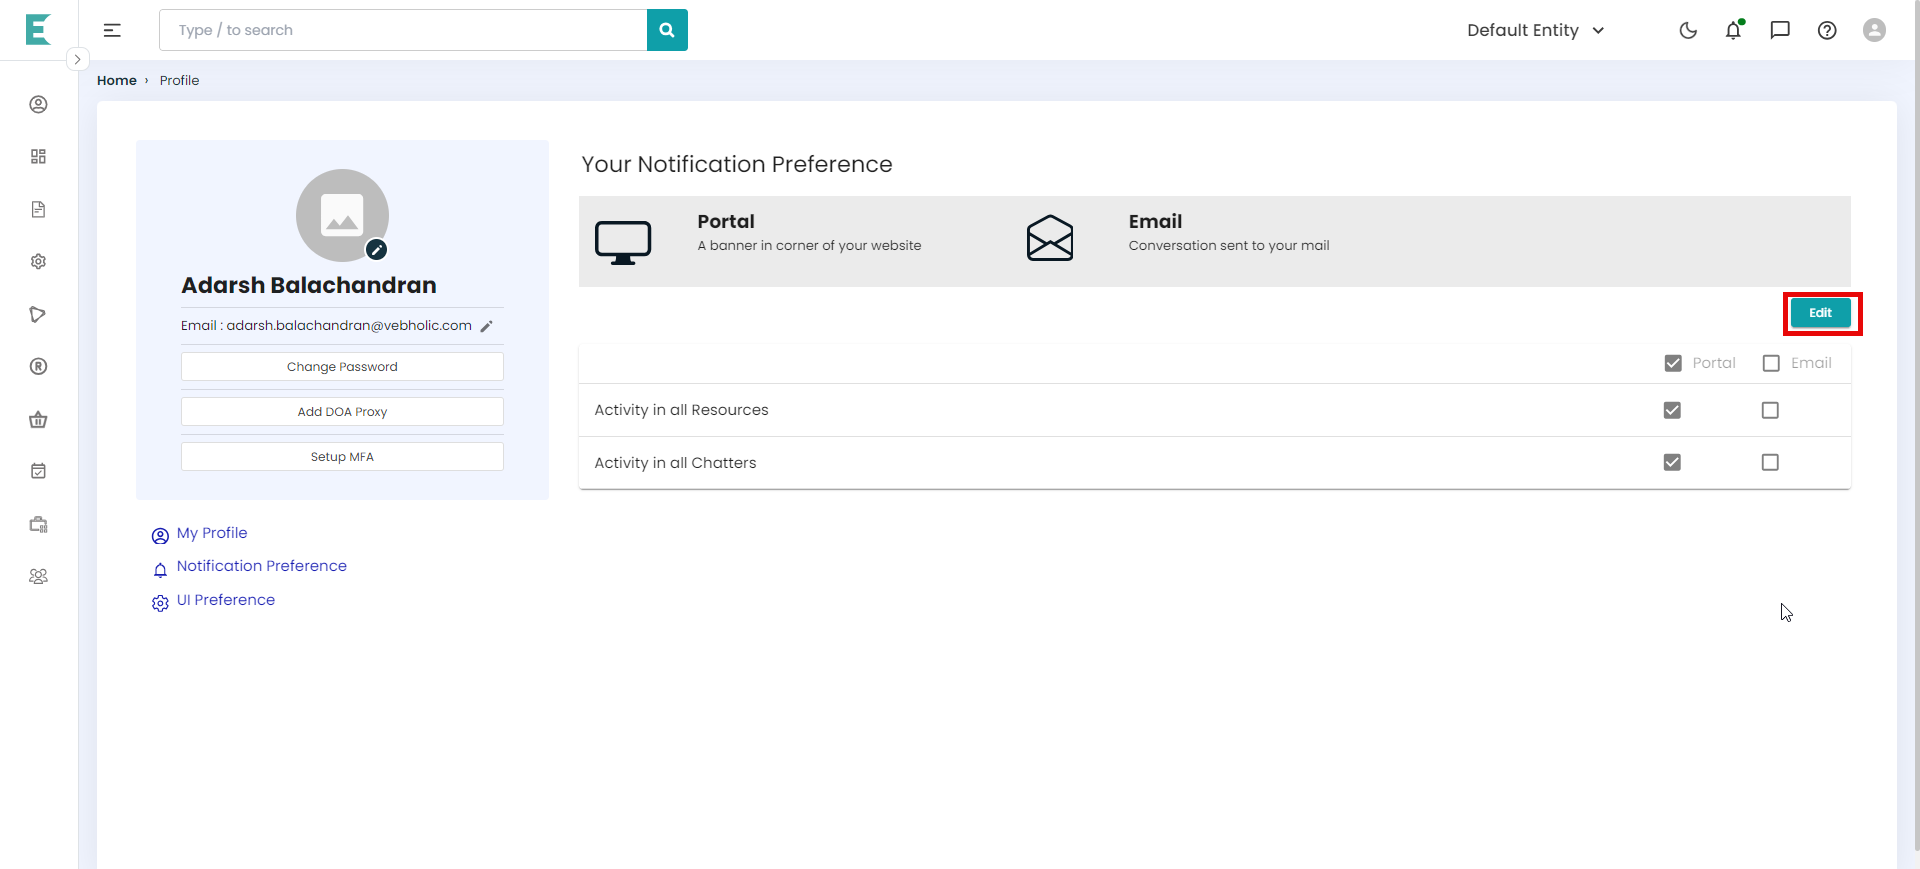 E
Type / to search
Default Entity
Home › Profile
Adarsh Balachandran
Email : adarsh.balachandran@vebholic.com
Change Password
Add DOA Proxy
Setup MFA
My Profile
Notification Preference
UI Preference
Your Notification Preference
Portal
A banner in corner of your website
Email
Conversation sent to your mail
Edit
Portal Email
Activity in all Resources
Activity in all Chatters